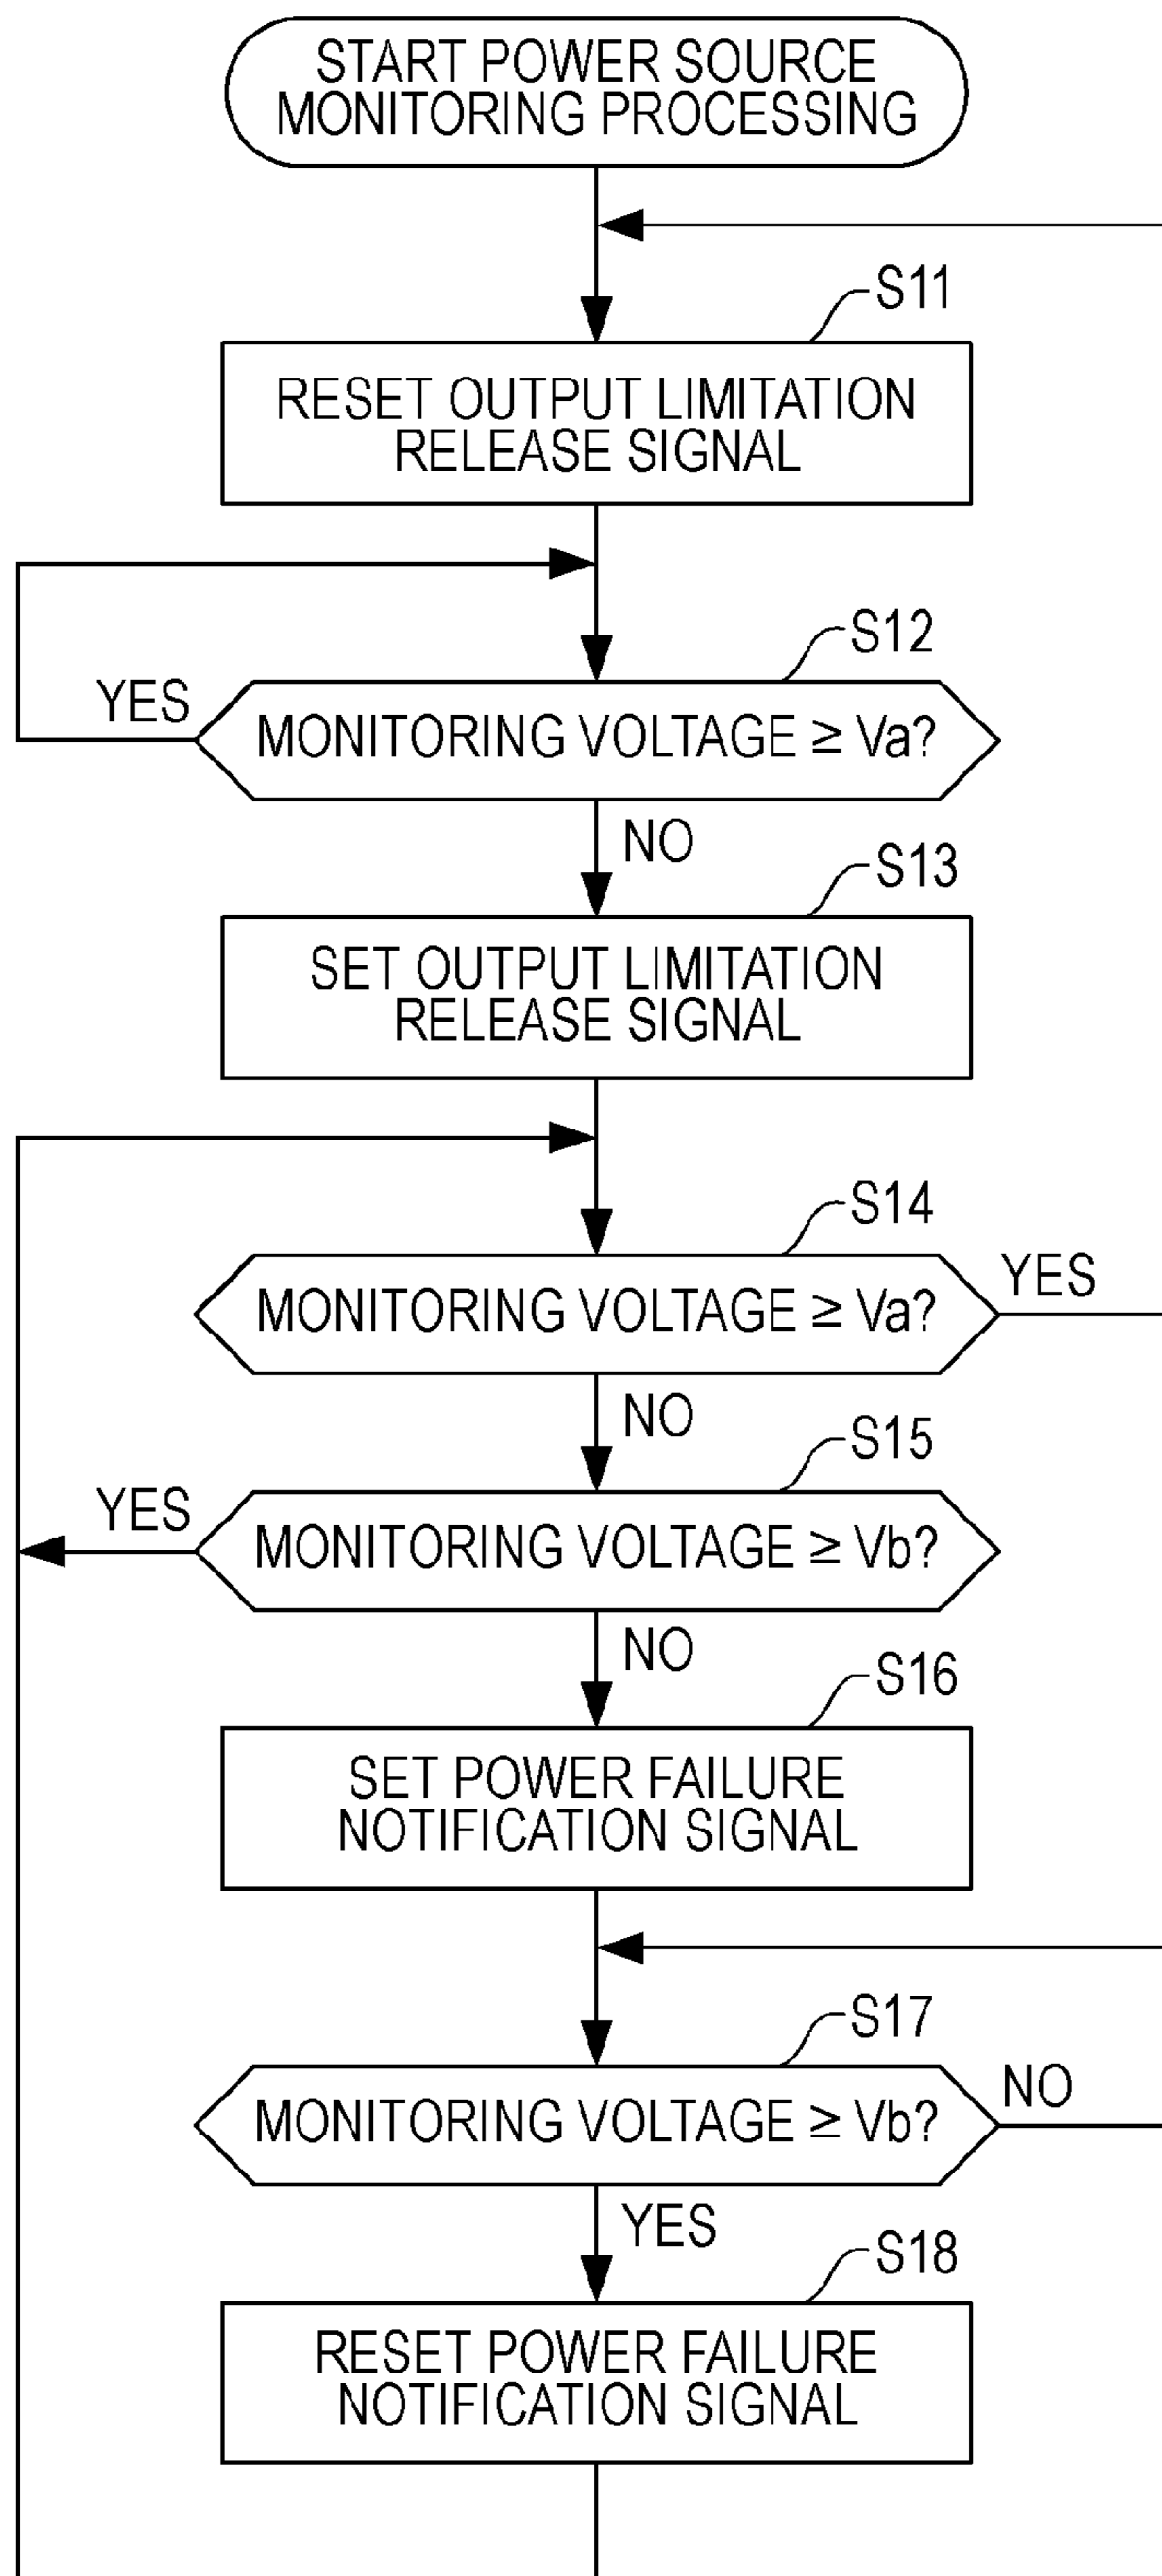 START POWER SOURCE
MONITORING PROCESSING
S11
RESET OUTPUT LIMITATION
RELEASE SIGNAL
S12
YES
MONITORING VOLTAGE ≥ Va?
NO
S13
SET OUTPUT LIMITATION
RELEASE SIGNAL
S14
MONITORING VOLTAGE ≥ Va?
YES
NO
S15
YES
MONITORING VOLTAGE ≥ Vb?
NO
S16
SET POWER FAILURE
NOTIFICATION SIGNAL
S17
MONITORING VOLTAGE ≥ Vb?
NO
YES
S18
RESET POWER FAILURE
NOTIFICATION SIGNAL